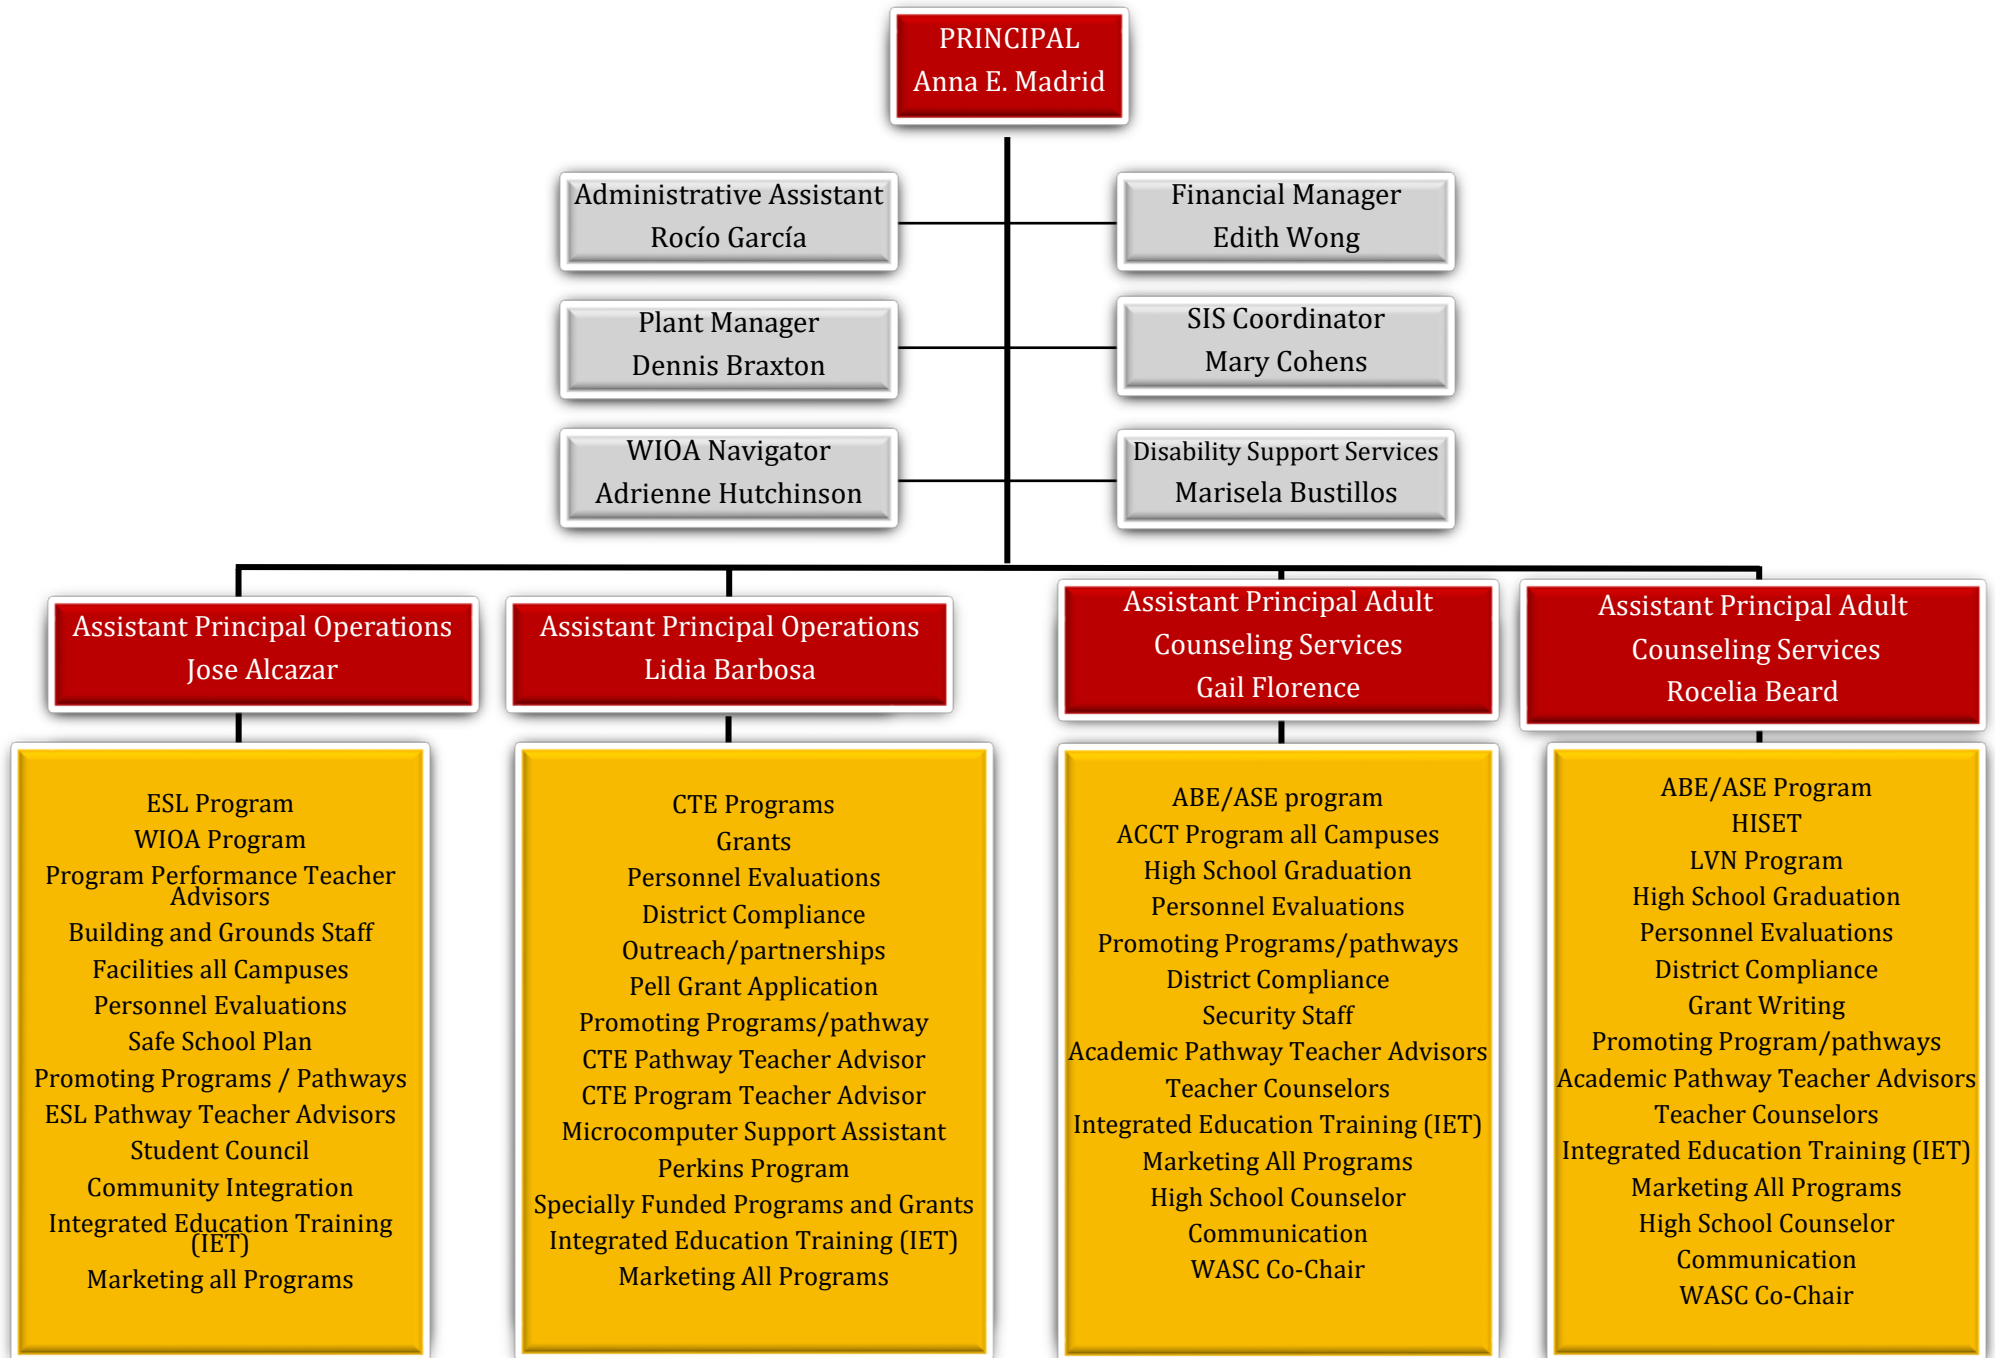 PRINCIPAL
Anna E. Madrid
Administrative Assistant
Rocío García
Financial Manager
Edith Wong
Plant Manager
Dennis Braxton
SIS Coordinator
Mary Cohens
WIOA Navigator
Adrienne Hutchinson
Disability Support Services
Marisela Bustillos
Assistant Principal Operations
Jose Alcazar
Assistant Principal Operations
Lidia Barbosa
Assistant Principal Adult
Counseling Services
Gail Florence
Assistant Principal Adult
Counseling Services
Rocelia Beard
ESL Program
WIOA Program
Program Performance Teacher
Advisors
Building and Grounds Staff
Facilities all Campuses
Personnel Evaluations
Safe School Plan
Promoting Programs / Pathways
ESL Pathway Teacher Advisors
Student Council
Community Integration
Integrated Education Training
(IET)
Marketing all Programs
CTE Programs
Grants
Personnel Evaluations
District Compliance
Outreach/partnerships
Pell Grant Application
Promoting Programs/pathway
CTE Pathway Teacher Advisor
CTE Program Teacher Advisor
Microcomputer Support Assistant
Perkins Program
Specially Funded Programs and Grants
Integrated Education Training (IET)
Marketing All Programs
ABE/ASE program
ACCT Program all Campuses
High School Graduation
Personnel Evaluations
Promoting Programs/pathways
District Compliance
Security Staff
Academic Pathway Teacher Advisors
Teacher Counselors
Integrated Education Training (IET)
Marketing All Programs
High School Counselor
Communication
WASC Co-Chair
ABE/ASE Program
HISET
LVN Program
High School Graduation
Personnel Evaluations
District Compliance
Grant Writing
Promoting Program/pathways
Academic Pathway Teacher Advisors
Teacher Counselors
Integrated Education Training (IET)
Marketing All Programs
High School Counselor
Communication
WASC Co-Chair